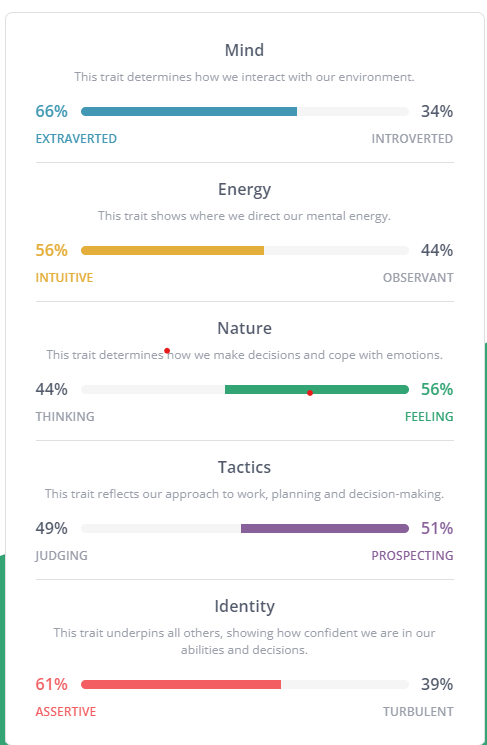 Mind
This trait determines how we interact with our environment.
66% 34%
EXTRAVERTED INTROVERTED
Energy
This trait shows where we direct our mental energy.
56% 44%
INTUITIVE OBSERVANT
Nature
This trait determines how we make decisions and cope with emotions.
44% 56%
THINKING FEELING
Tactics
This trait reflects our approach to work, planning and decision-making.
49% 51%
JUDGING PROSPECTING
Identity
This trait underpins all others, showing how confident we are in our
abilities and decisions.
61% 39%
ASSERTIVE TURBULENT